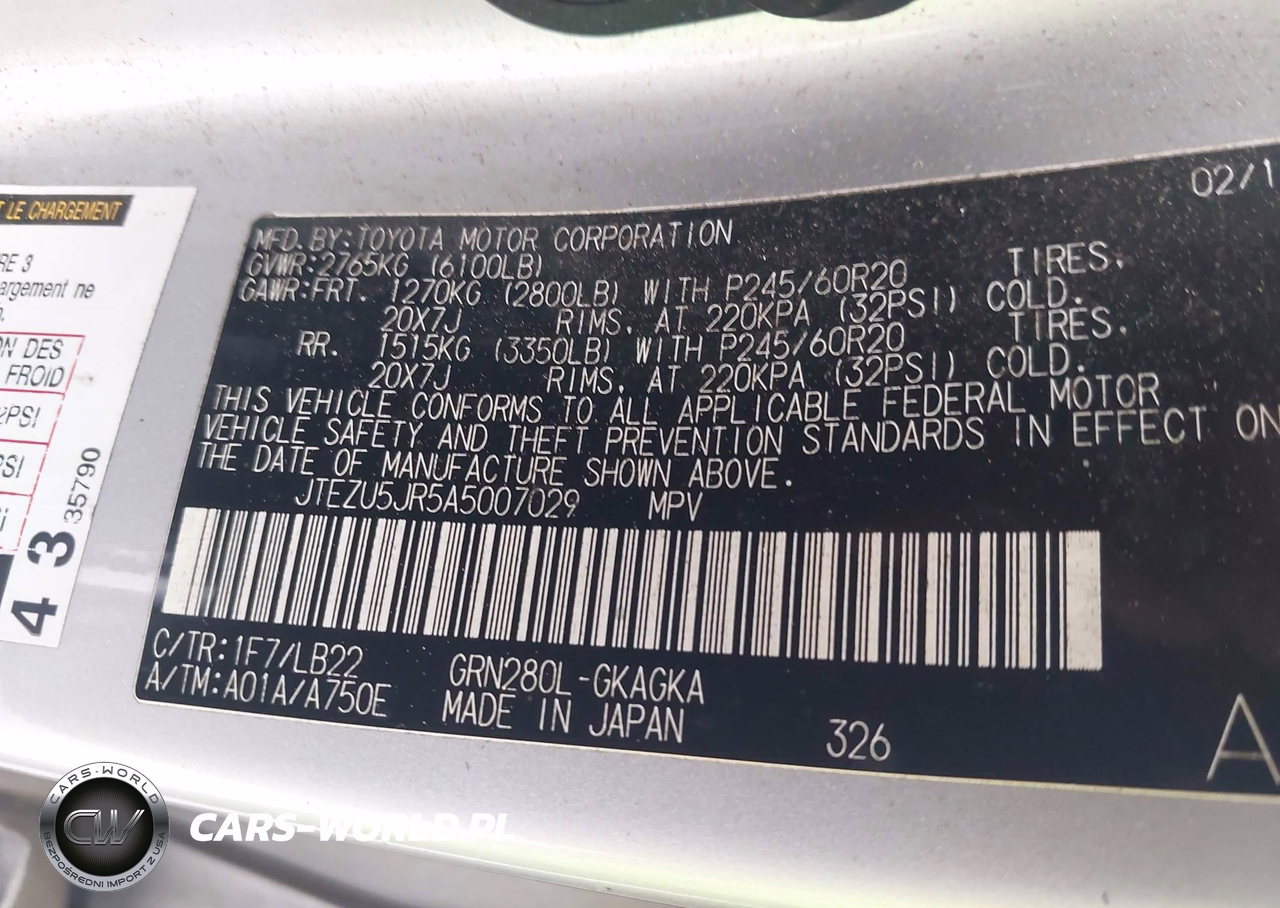 T LE CHARGEMENT
RE 3
argement ne
ON DES
FROID
PSI
PSI
35790
4 3
02/1
MFD. BY: TOYOTA MOTOR CORPORATION
GVWR: 2765KG (6100LB)
GAWR: FRT. 1270KG (2800LB) WITH P245/60R20 TIRES.
20X7J RIMS. AT 220KPA (32PSI) COLD.
RR. 1515KG (3350LB) WITH P245/60R20 TIRES.
20X7J RIMS. AT 220KPA (32PSI) COLD.
THIS VEHICLE CONFORMS TO ALL APPLICABLE FEDERAL MOTOR
VEHICLE SAFETY AND THEFT PREVENTION STANDARDS IN EFFECT ON
THE DATE OF MANUFACTURE SHOWN ABOVE.
JTEZU5JR5A5007029 MPV
C/TR: 1F7/LB22 GRN280L-GKAGKA
A/TM: A01A/A750E MADE IN JAPAN 326 A
CARS-WORLD
CW
BEZPOŚREDNI IMPORT Z USA
CARS-WORLD.PL